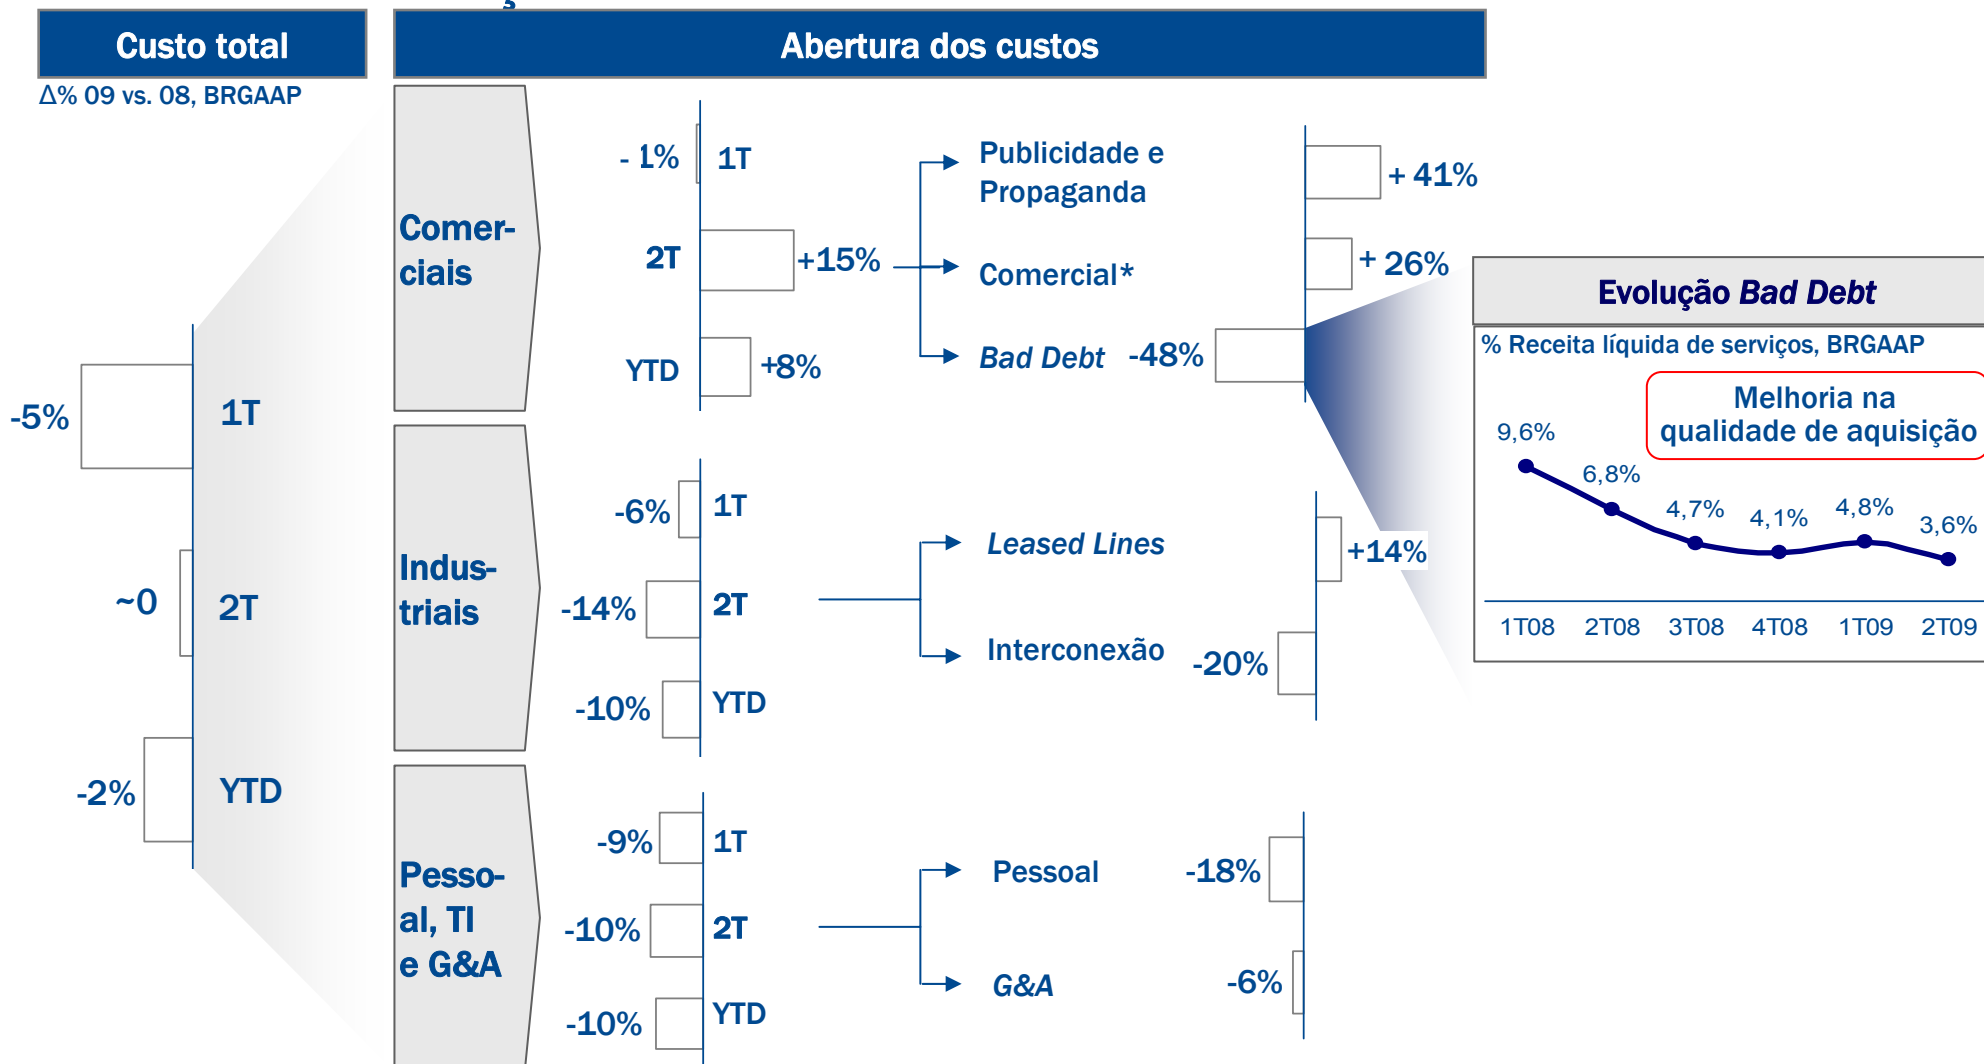 Custo total
Δ% 09 vs. 08, BRGAAP
-5%
1T
~0
2T
-2%
YTD
Abertura dos custos
Comer-
ciais
- 1%
1T
2T
+15%
YTD
+8%
Publicidade e
Propaganda
+ 41%
Comercial*
+ 26%
Bad Debt
-48%
Indus-
triais
-6%
1T
-14%
2T
-10%
YTD
Leased Lines
+14%
Interconexão
-20%
Pesso-
al, TI
e G&A
-9%
1T
-10%
2T
-10%
YTD
Pessoal
-18%
G&A
-6%
Evolução Bad Debt
% Receita líquida de serviços, BRGAAP
Melhoria na
qualidade de aquisição
9,6%
6,8%
4,7%
4,1%
4,8%
3,6%
1T08
2T08
3T08
4T08
1T09
2T09